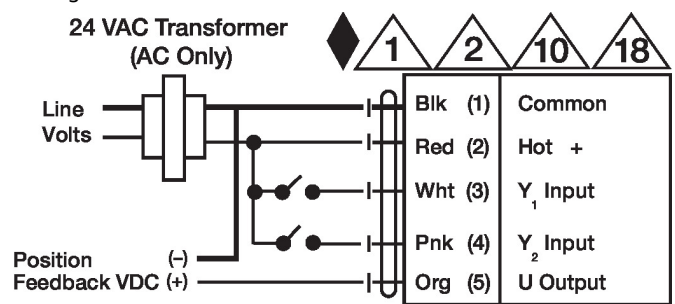 24 VAC Transformer
(AC Only)
1 2 10 18
Line
Volts
Blk (1) Common
Red (2) Hot +
Wht (3) Y1 Input
Pnk (4) Y2 Input
Position (-)
Feedback VDC (+)
Org (5) U Output